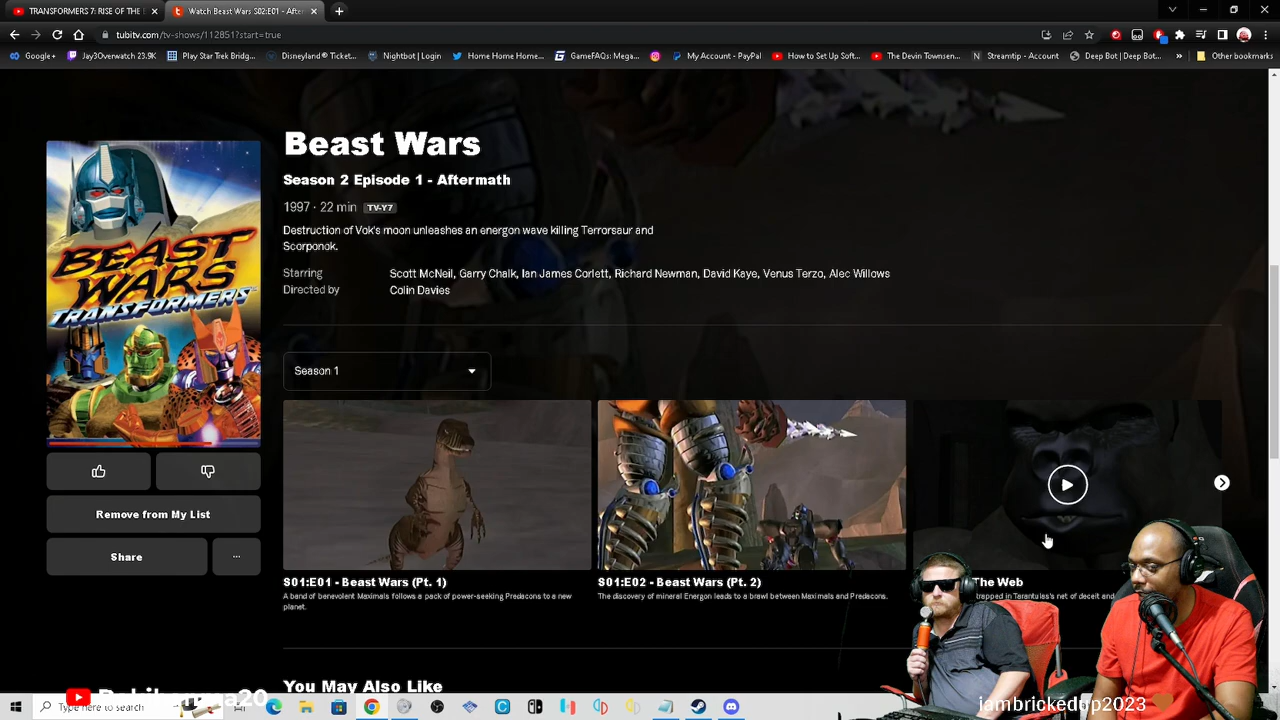 TRANSFORMERS 7: RISE OF THE
Watch Beast Wars S02:E01 - After
tubitv.com/tv-shows/112851?start=true
Google+
Jay3Overwatch 23.9K
Play Star Trek Bridg...
Disneyland® Ticket...
Nightbot | Login
Home Home Home...
GameFAQs: Mega...
My Account - PayPal
How to Set Up Soft...
The Devin Townsen...
Streamtip - Account
Deep Bot | Deep Bot...
Other bookmarks
Beast Wars
Season 2 Episode 1 - Aftermath
1997 · 22 min TV-Y7
Destruction of Vok's moon unleashes an energon wave killing Terrorsaur and
Scorponok.
Starring Scott McNeil, Garry Chalk, Ian James Corlett, Richard Newman, David Kaye, Venus Terzo, Alec Willows
Directed by Colin Davies
BEAST
WARS
TRANSFORMERS
Season 1
Remove from My List
Share
S01:E01 - Beast Wars (Pt. 1)
A band of benevolent Maximals follows a pack of power-seeking Predacons to a new
planet.
S01:E02 - Beast Wars (Pt. 2)
The discovery of mineral Energon leads to a brawl between Maximals and Predacons.
The Web
trapped in Tarantulas's net of deceit and
You May Also Like
Type here to search
iambrickedup2023